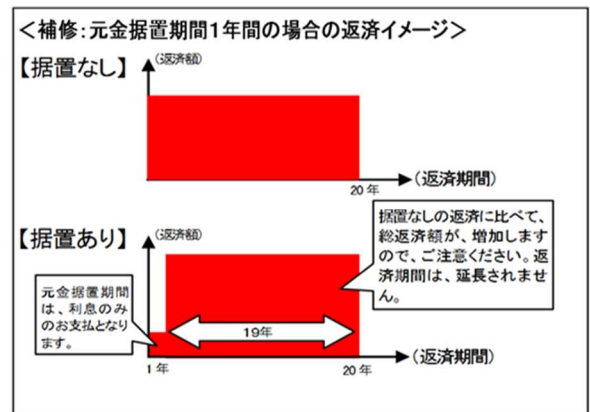 <補修:元金据置期間1年間の場合の返済イメージ>
【据置なし】
(返済額)
20年
(返済期間)
【据置あり】
(返済額)
据置なしの返済に比べて、
総返済額が、増加します
ので、ご注意ください。返
済期間は、延長されませ
ん。
元金据置期間
は、利息のみ
のお支払となり
ます。
19年
1年
20年
(返済期間)